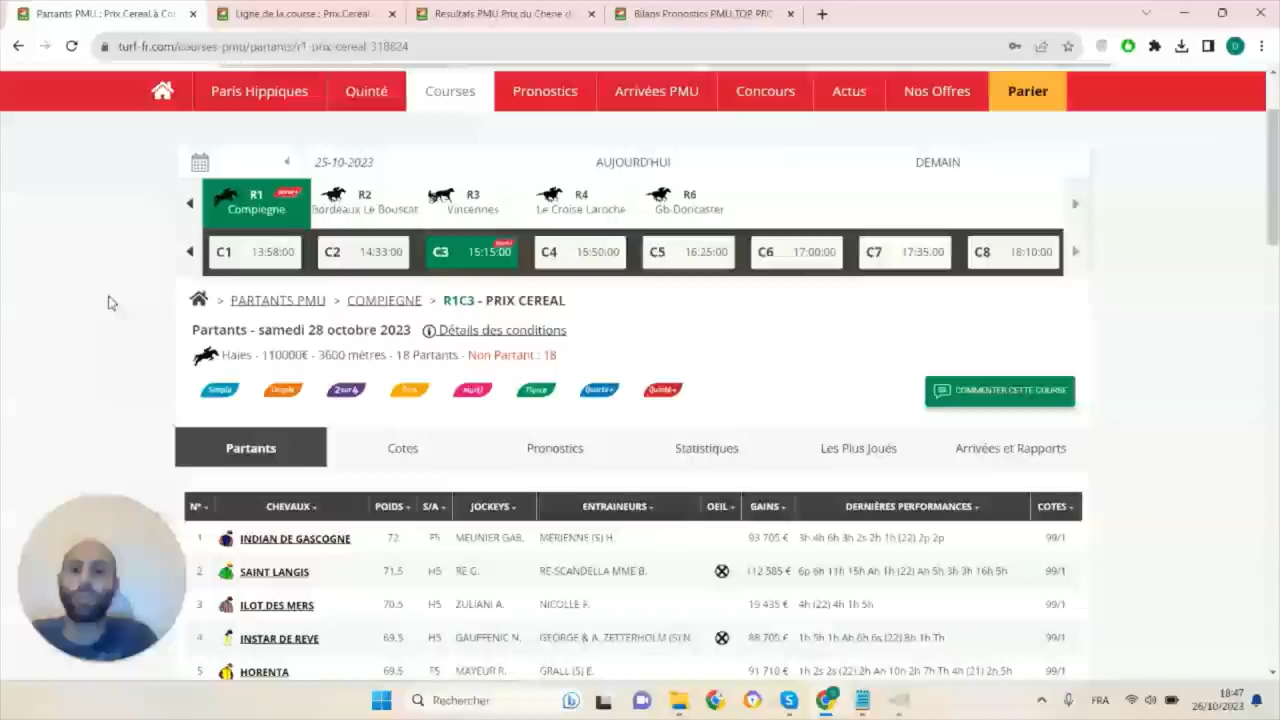 Partants PMU : Prix Cereal à Co
Ligne de la course : Prix Cereal
Resultats PMU Prix du Chene d
Bilans Pronostics PMU TOP PRO
turf-fr.com/courses-pmu/partants/r1-prix-cereal-318824
Paris Hippiques Quinté Courses Pronostics Arrivées PMU Concours Actus Nos Offres Parier
25-10-2023 AUJOURD'HUI DEMAIN
R1 Compiegne
R2 Bordeaux Le Bouscat
R3 Vincennes
R4 Le Croise Laroche
R6 Gb-Doncaster
C1 13:58:00 C2 14:33:00 C3 15:15:00 C4 15:50:00 C5 16:25:00 C6 17:00:00 C7 17:35:00 C8 18:10:00
> PARTANTS PMU > COMPIEGNE > R1C3 - PRIX CEREAL
Partants - samedi 28 octobre 2023 Détails des conditions
Haies - 110000€ - 3600 mètres - 18 Partants - Non Partant : 18
Simple Couple 2sur4 Multi Tierce Quarte+ Quinté+
COMMENTER CETTE COURSE
Partants Cotes Pronostics Statistiques Les Plus Joués Arrivées et Rapports
N° CHEVAUX POIDS S/A JOCKEYS ENTRAINEURS OEIL GAINS DERNIÈRES PERFORMANCES COTES
1 INDIAN DE GASCOGNE 72 F5 MEUNIER GAB. MERIENNE (S) H. 93 705 € 3h 4h 6h 3h 2s 2h 1h (22) 2p 2p 99/1
2 SAINT LANGIS 71.5 H5 RE G. RE-SCANDELLA MME B. 112 585 € 6p 6h 11h 15h Ah 1h (22) An 5h 3h 3h 16h 5h 99/1
3 ILOT DES MERS 70.5 H5 ZULIANI A. NICOLLE F. 19 435 € 4h (22) 4h 1h 5h 99/1
4 INSTAR DE REVE 69.5 H5 GAUFFENIC N. GEORGE & A. ZETTERHOLM (S) N. 88 705 € 1h 5h 1h Ah 6h 6s (22) 8h 1h Th 99/1
5 HORENTA 69.5 F5 MAYEUR R. GRALL (S) E. 91 710 € 1h 2s 2s (22) 2h An 10h 2h 7h Th 4h (21) 2h 5h 99/1
Rechercher
FRA
18:47
26/10/2023